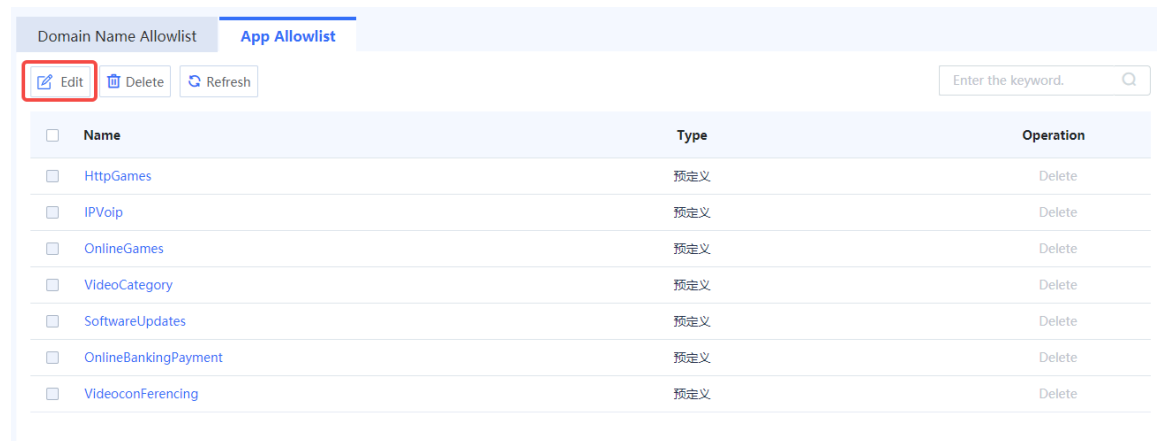 Domain Name Allowlist App Allowlist
Edit Delete Refresh Enter the keyword.
Name Type Operation
HttpGames 预定义 Delete
IPVoip 预定义 Delete
OnlineGames 预定义 Delete
VideoCategory 预定义 Delete
SoftwareUpdates 预定义 Delete
OnlineBankingPayment 预定义 Delete
VideoconFerencing 预定义 Delete